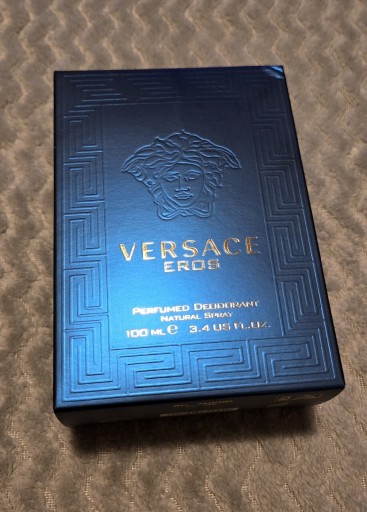 VERSACE
EROS
PERFUMED DEODORANT
NATURAL SPRAY
100 ML ℮ 3.4 US FL.OZ.